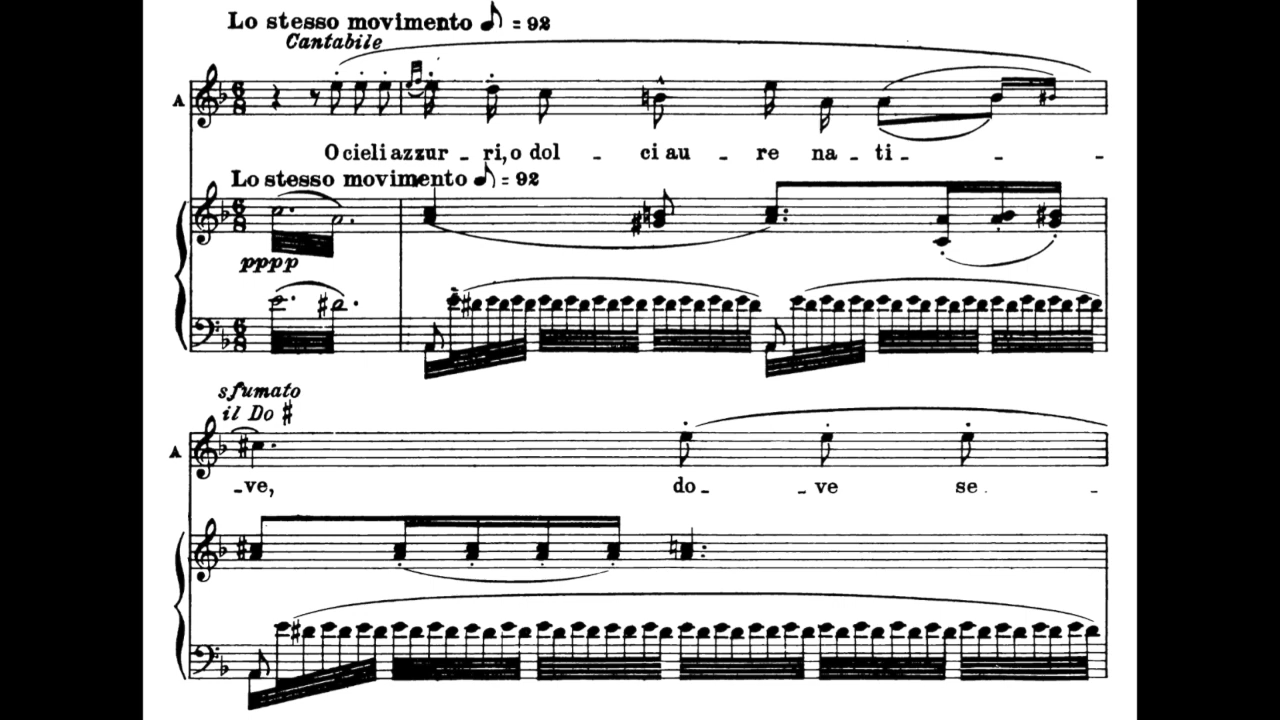 Lo stesso movimento ♪ = 92
Cantabile
A
O cieli azzur - ri, o dol - ci au - re na - ti - - -
Lo stesso movimento ♪ = 92
pppp
sfumato
il Do ♯
A
- ve, do - - ve se - -